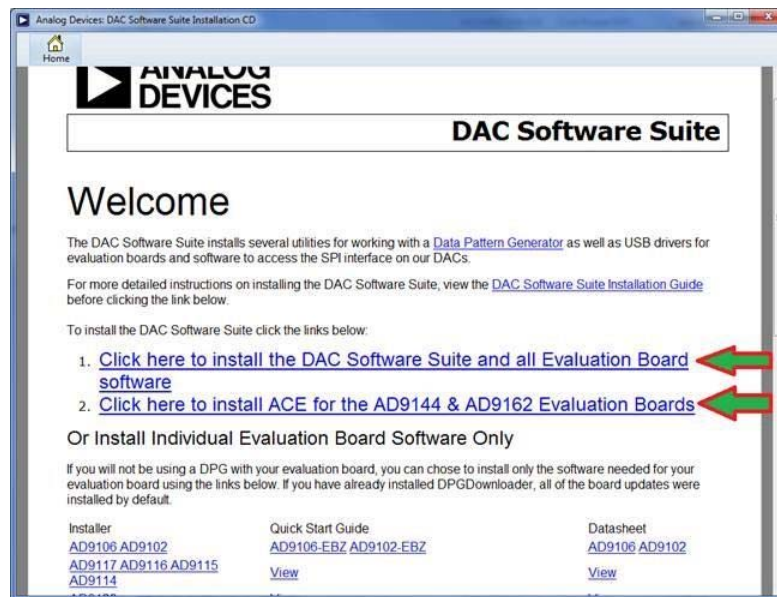 Analog Devices: DAC Software Suite Installation CD
Home
ANALOG
DEVICES
DAC Software Suite
Welcome
The DAC Software Suite installs several utilities for working with a Data Pattern Generator as well as USB drivers for
evaluation boards and software to access the SPI interface on our DACs.
For more detailed instructions on installing the DAC Software Suite, view the DAC Software Suite Installation Guide
before clicking the link below.
To install the DAC Software Suite click the links below:
1. Click here to install the DAC Software Suite and all Evaluation Board
software
2. Click here to install ACE for the AD9144 & AD9162 Evaluation Boards
Or Install Individual Evaluation Board Software Only
If you will not be using a DPG with your evaluation board, you can chose to install only the software needed for your
evaluation board using the links below. If you have already installed DPGDownloader, all of the board updates were
installed by default.
Installer Quick Start Guide Datasheet
AD9106 AD9102 AD9106-EBZ AD9102-EBZ AD9106 AD9102
AD9117 AD9116 AD9115
AD9114 View View